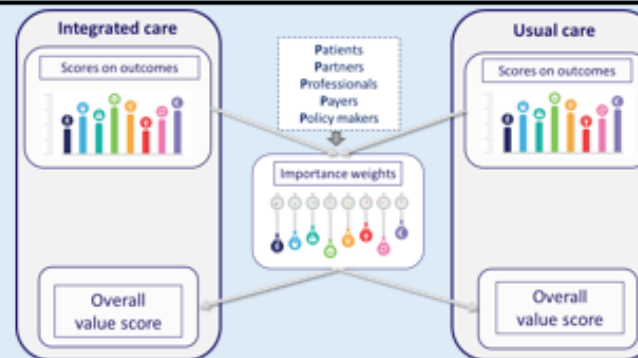 Integrated care
Scores on outcomes
Overall
value score
Patients
Partners
Professionals
Payers
Policy makers
Importance weights
Usual care
Scores on outcomes
Overall
value score